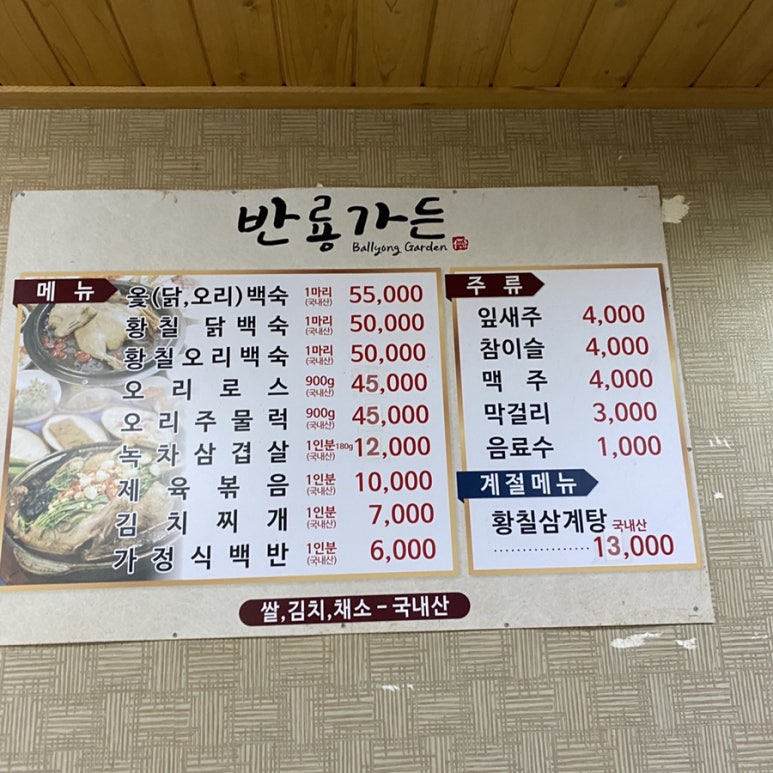 반룡가든
Ballyong Garden
메 뉴
옻(닭,오리)백숙 1마리 (국내산) 55,000
황칠 닭백숙 1마리 (국내산) 50,000
황칠오리백숙 1마리 (국내산) 50,000
오리로스 900g (국내산) 45,000
오리주물럭 900g (국내산) 45,000
녹차삼겹살 1인분180g (국내산) 12,000
제육볶음 1인분 (국내산) 10,000
김치찌개 1인분 (국내산) 7,000
가정식백반 1인분 (국내산) 6,000
주 류
잎새주 4,000
참이슬 4,000
맥 주 4,000
막걸리 3,000
음료수 1,000
계절메뉴
황칠삼계탕 국내산
..................13,000
쌀,김치,채소-국내산